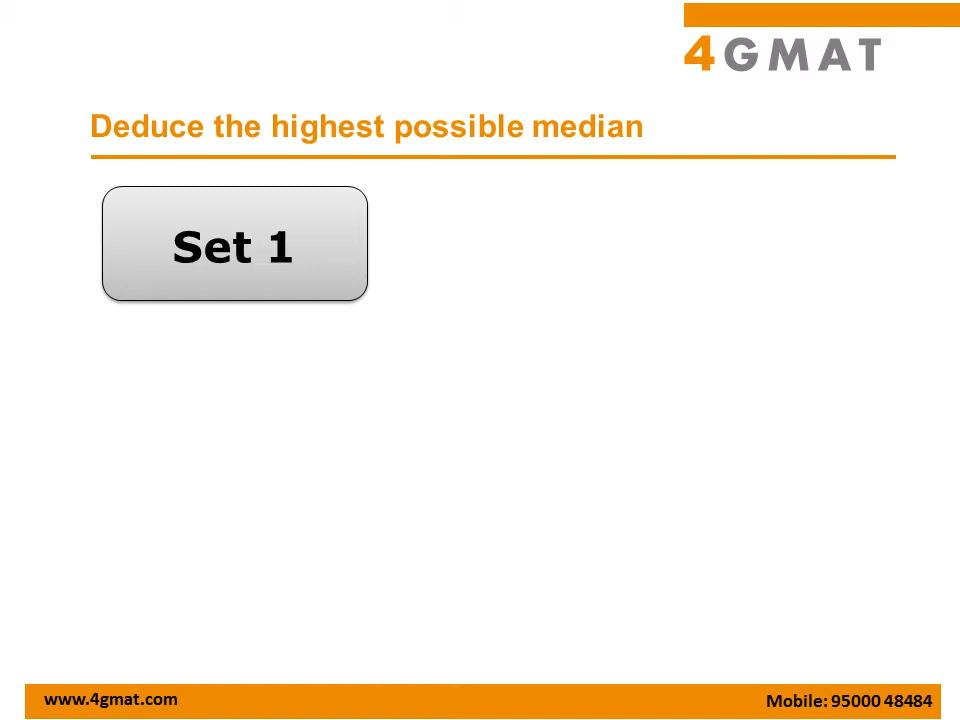 4GMAT
Deduce the highest possible median
Set 1
www.4gmat.com
Mobile: 95000 48484